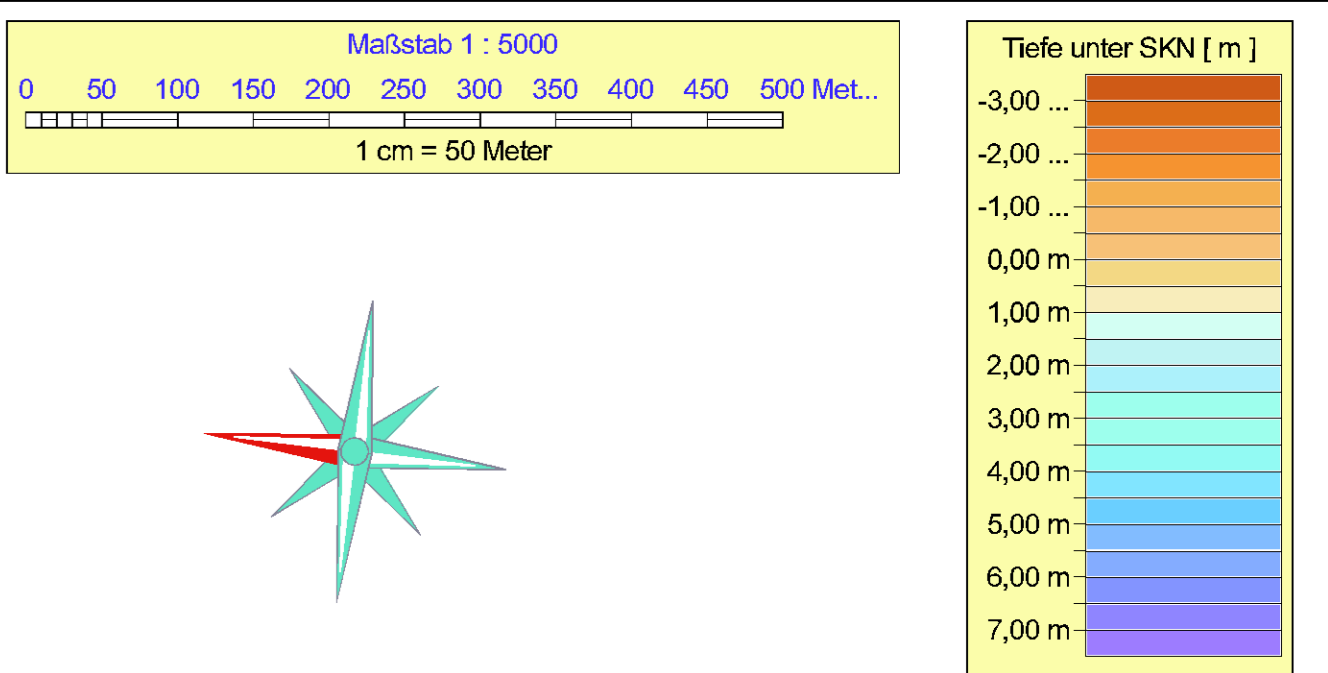 Maßstab 1 : 5000
0 50 100 150 200 250 300 350 400 450 500 Met...
1 cm = 50 Meter
Tiefe unter SKN [ m ]
-3,00 ...
-2,00 ...
-1,00 ...
0,00 m
1,00 m
2,00 m
3,00 m
4,00 m
5,00 m
6,00 m
7,00 m